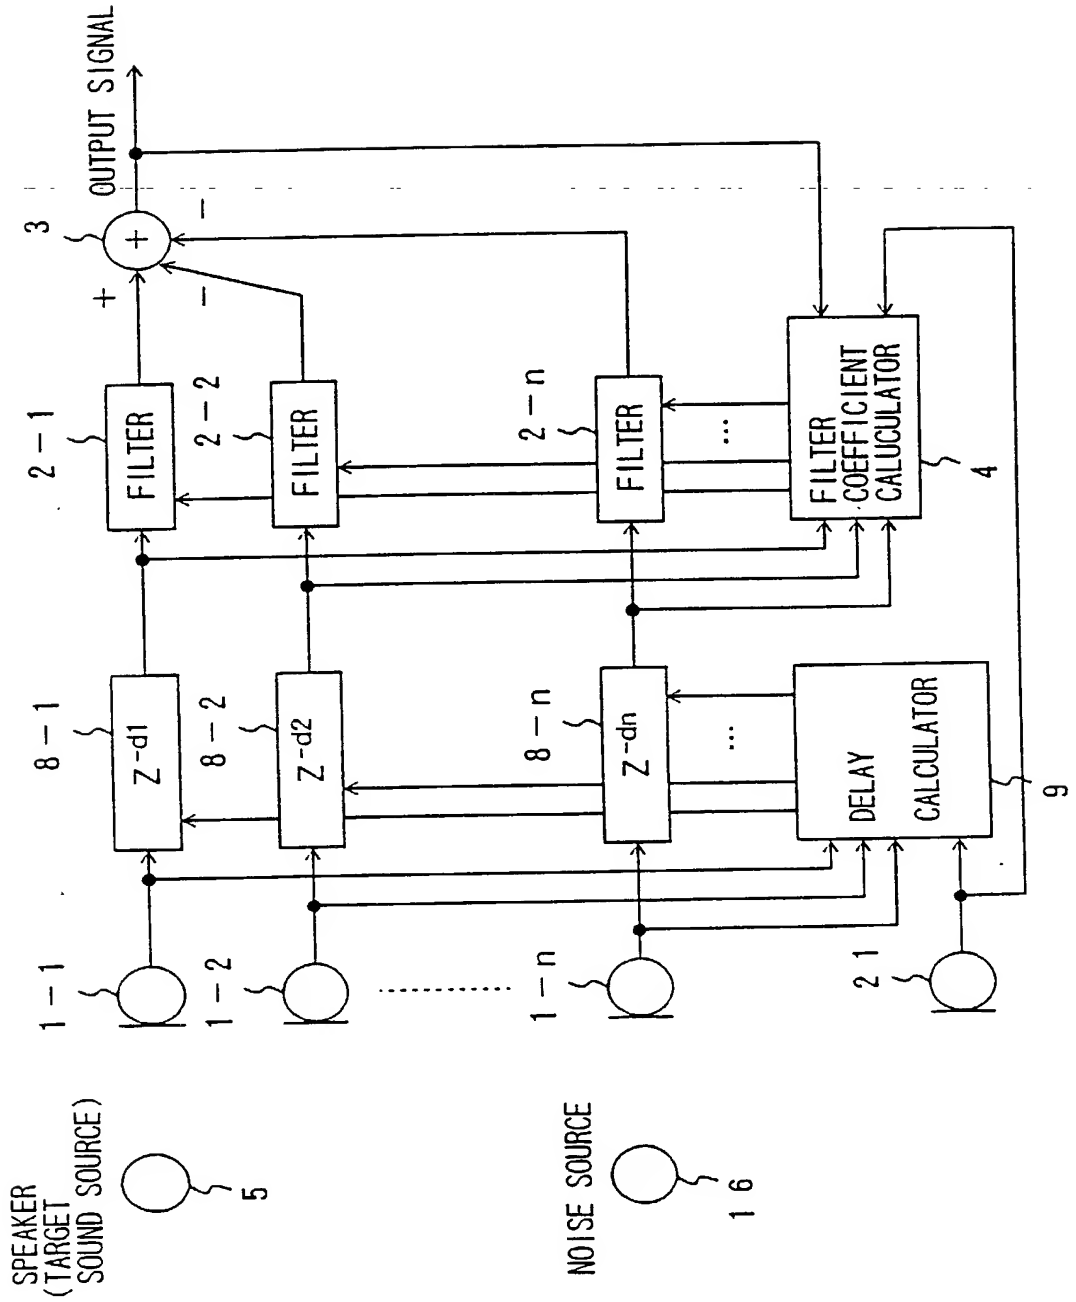 SPEAKER
(TARGET
SOUND SOURCE)
5
NOISE SOURCE
16
1-1
1-2
1-n
21
8-1
Z-d1
8-2
Z-d2
8-n
Z-dn
...
DELAY
CALCULATOR
9
2-1
FILTER
2-2
FILTER
2-n
FILTER
...
FILTER
COEFFICIENT
CALUCULATOR
4
3
+
+
-
-
OUTPUT SIGNAL